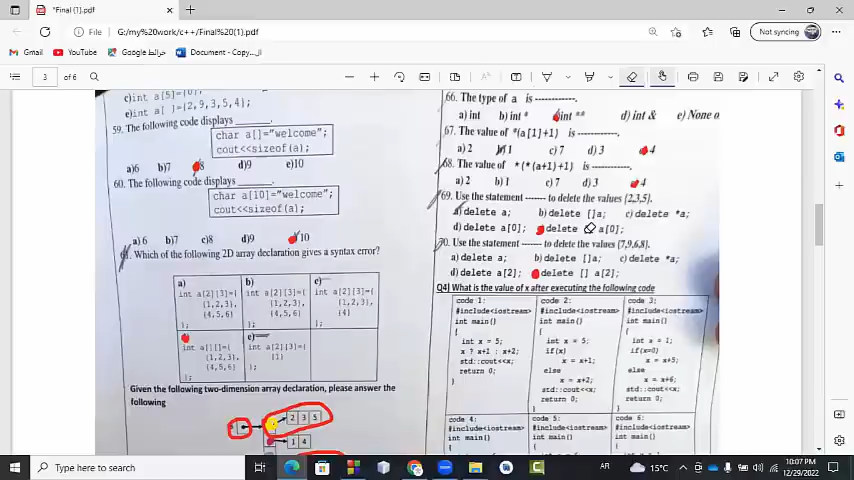 *Final%20(1).pdf
File
G:/my%20work/c++/Final%20(1).pdf
Not syncing
Gmail
YouTube
خرائط Google
Document - Copy...
3 of 6
c)int a[5]={0};
e)int a[ ]={2,9,3,5,4};
59. The following code displays ______
char a[]="welcome";
cout<<sizeof(a);
a)6 b)7 8 d)9 e)10
60. The following code displays ______
char a[10]="welcome";
cout<<sizeof(a);
a) 6 b)7 c)8 d)9 10
61. Which of the following 2D array declaration gives a syntax error?
a)
int a[2][3]={
{1,2,3},
{4,5,6}
};
b)
int a[2][3]={
{1,2,3},
{4,5,6}
};
int a[2][3]={
{1,2,3},
{4}
};
int a[][]={
{1,2,3},
{4,5,6}
};
e)
int a[2][3]={
{1}
};
Given the following two-dimension array declaration, please answer the
following
2 3 5
1 4
66. The type of a is -----------.
a) int b) int * int ** d) int & e) None o
67. The value of *(a[1]+1) is -----------.
a) 2 1 c) 7 d) 3 4
68. The value of *(*(a+1)+1) is -----------.
a) 2 b) 1 c) 7 d) 3 4
69. Use the statement ------- to delete the values {2,3,5}.
a) delete a; b) delete []a; c) delete *a;
d) delete a[0]; delete [] a[0];
70. Use the statement ------- to delete the values {7,9,6,8}.
a) delete a; b) delete []a; c) delete *a;
d) delete a[2]; delete [] a[2];
Q4| What is the value of x after executing the following code
code 1:
#include<iostream>
int main()
{
int x = 5;
x ? x+1 : x+2;
std::cout<<x;
return 0;
}
code 2:
#include<iostream>
int main()
{
int x = 5;
if(x)
x = x+1;
else
x = x+2;
std::cout<<x;
return 0;
}
code 3:
#include<iostream>
int main()
{
int x = 1;
if(x=0)
x = x+5;
else
x = x+6;
std::cout<<x;
return 0;
}
code 4:
#include<iostream>
int main()
code 5:
#include<iostream>
int main()
code 6:
#include<iostream>
int main()
Type here to search
AR
15°C
10:07 PM
12/29/2022